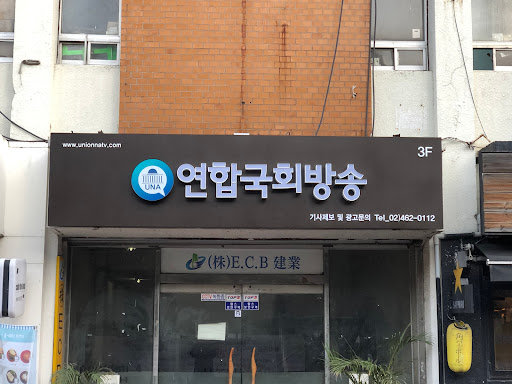 www.unionnatv.com
3F
UNA 연합국회방송
기사제보 및 광고문의 Tel_02)462-0112
(株)E.C.B 建業